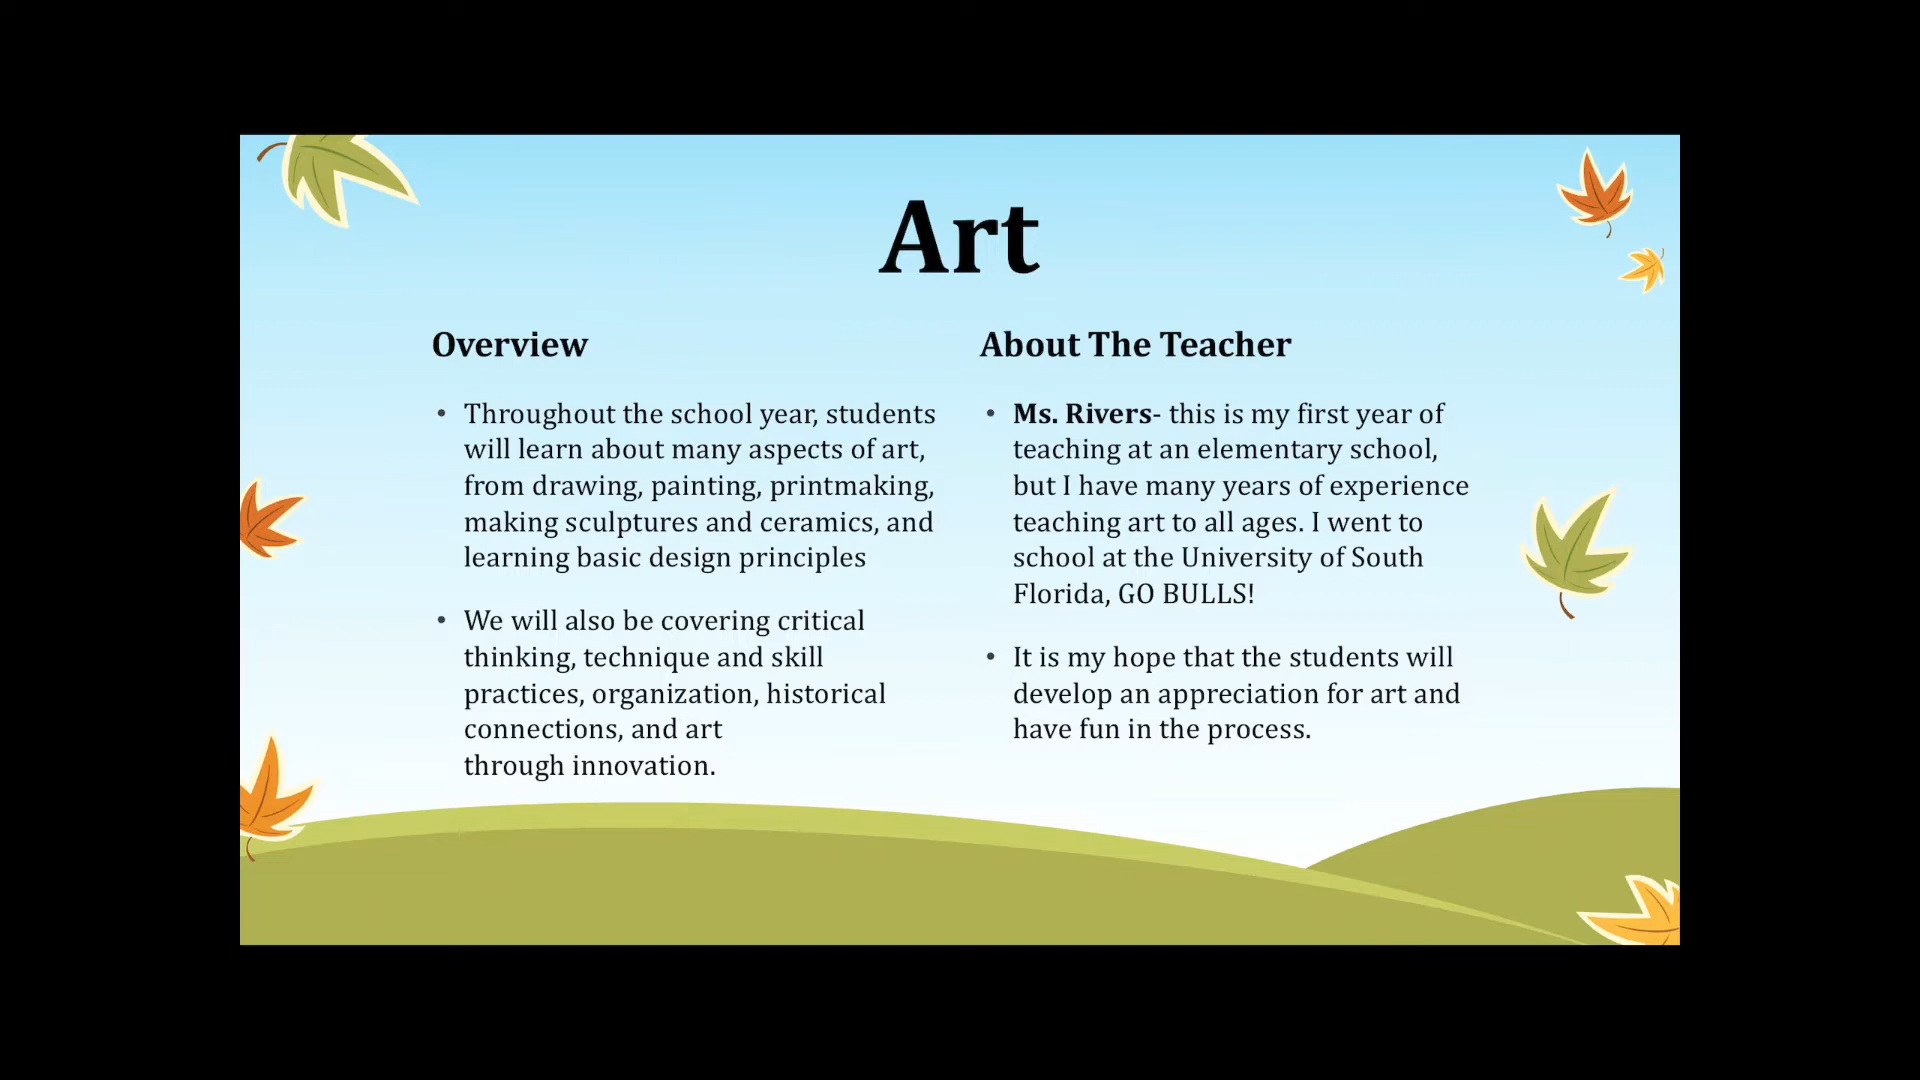 Art
Overview
• Throughout the school year, students
will learn about many aspects of art,
from drawing, painting, printmaking,
making sculptures and ceramics, and
learning basic design principles
• We will also be covering critical
thinking, technique and skill
practices, organization, historical
connections, and art
through innovation.
About The Teacher
• Ms. Rivers- this is my first year of
teaching at an elementary school,
but I have many years of experience
teaching art to all ages. I went to
school at the University of South
Florida, GO BULLS!
• It is my hope that the students will
develop an appreciation for art and
have fun in the process.